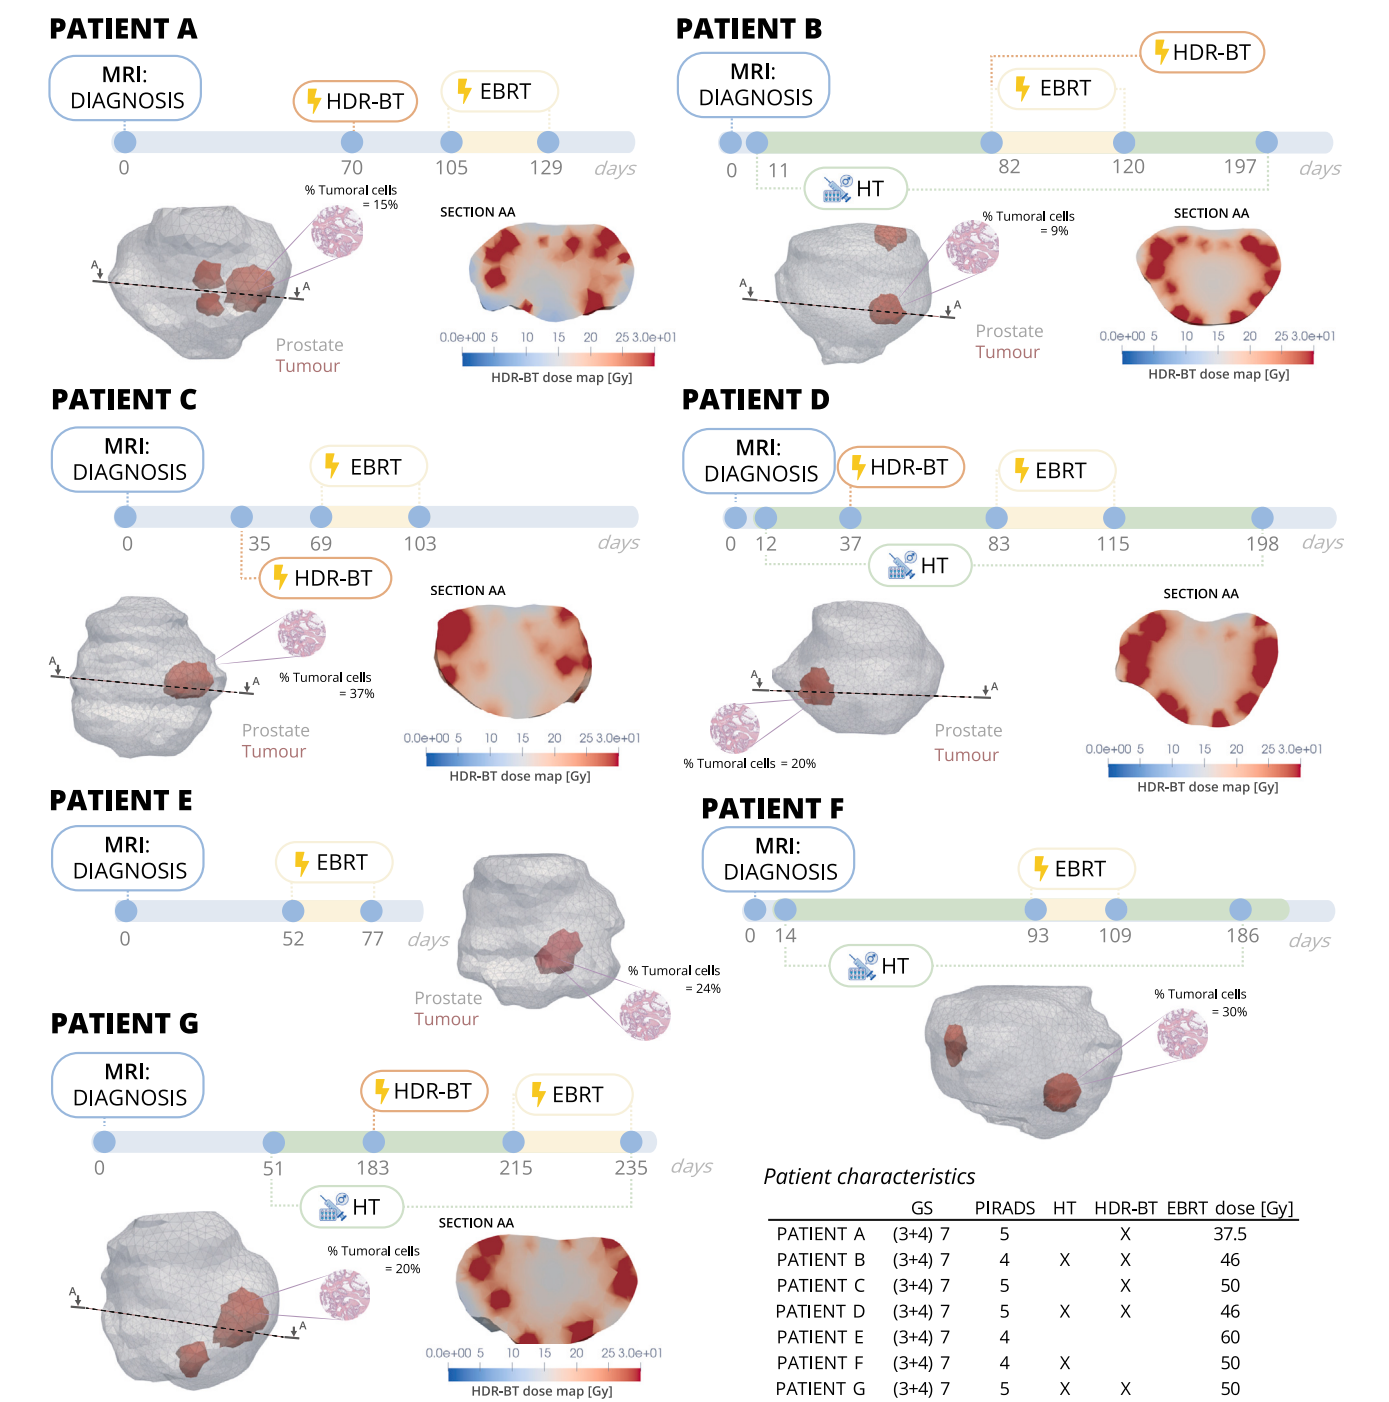 PATIENT A
MRI:
DIAGNOSIS
HDR-BT
EBRT
0
70
105
129
days
% Tumoral cells
= 15%
SECTION AA
A
A
Prostate
Tumour
0.0e+00 5 10 15 20 25 3.0e+01
HDR-BT dose map [Gy]
PATIENT B
MRI:
DIAGNOSIS
HDR-BT
EBRT
0
11
82
120
197
days
HT
% Tumoral cells
= 9%
SECTION AA
A
A
Prostate
Tumour
0.0e+00 5 10 15 20 25 3.0e+01
HDR-BT dose map [Gy]
PATIENT C
MRI:
DIAGNOSIS
EBRT
0
35
69
103
days
HDR-BT
SECTION AA
A
A
% Tumoral cells
= 37%
Prostate
Tumour
0.0e+00 5 10 15 20 25 3.0e+01
HDR-BT dose map [Gy]
PATIENT D
MRI:
DIAGNOSIS
HDR-BT
EBRT
0
12
37
83
115
198
days
HT
SECTION AA
A
A
% Tumoral cells = 20%
Prostate
Tumour
0.0e+00 5 10 15 20 25 3.0e+01
HDR-BT dose map [Gy]
PATIENT E
MRI:
DIAGNOSIS
EBRT
0
52
77
days
% Tumoral cells
= 24%
Prostate
Tumour
PATIENT F
MRI:
DIAGNOSIS
EBRT
0
14
93
109
186
days
HT
% Tumoral cells
= 30%
PATIENT G
MRI:
DIAGNOSIS
HDR-BT
EBRT
0
51
183
215
235
days
HT
SECTION AA
% Tumoral cells
= 20%
A
A
0.0e+00 5 10 15 20 25 3.0e+01
HDR-BT dose map [Gy]
Patient characteristics
GS PIRADS HT HDR-BT EBRT dose [Gy]
PATIENT A (3+4) 7 5 X 37.5
PATIENT B (3+4) 7 4 X X 46
PATIENT C (3+4) 7 5 X 50
PATIENT D (3+4) 7 5 X X 46
PATIENT E (3+4) 7 4 60
PATIENT F (3+4) 7 4 X 50
PATIENT G (3+4) 7 5 X X 50